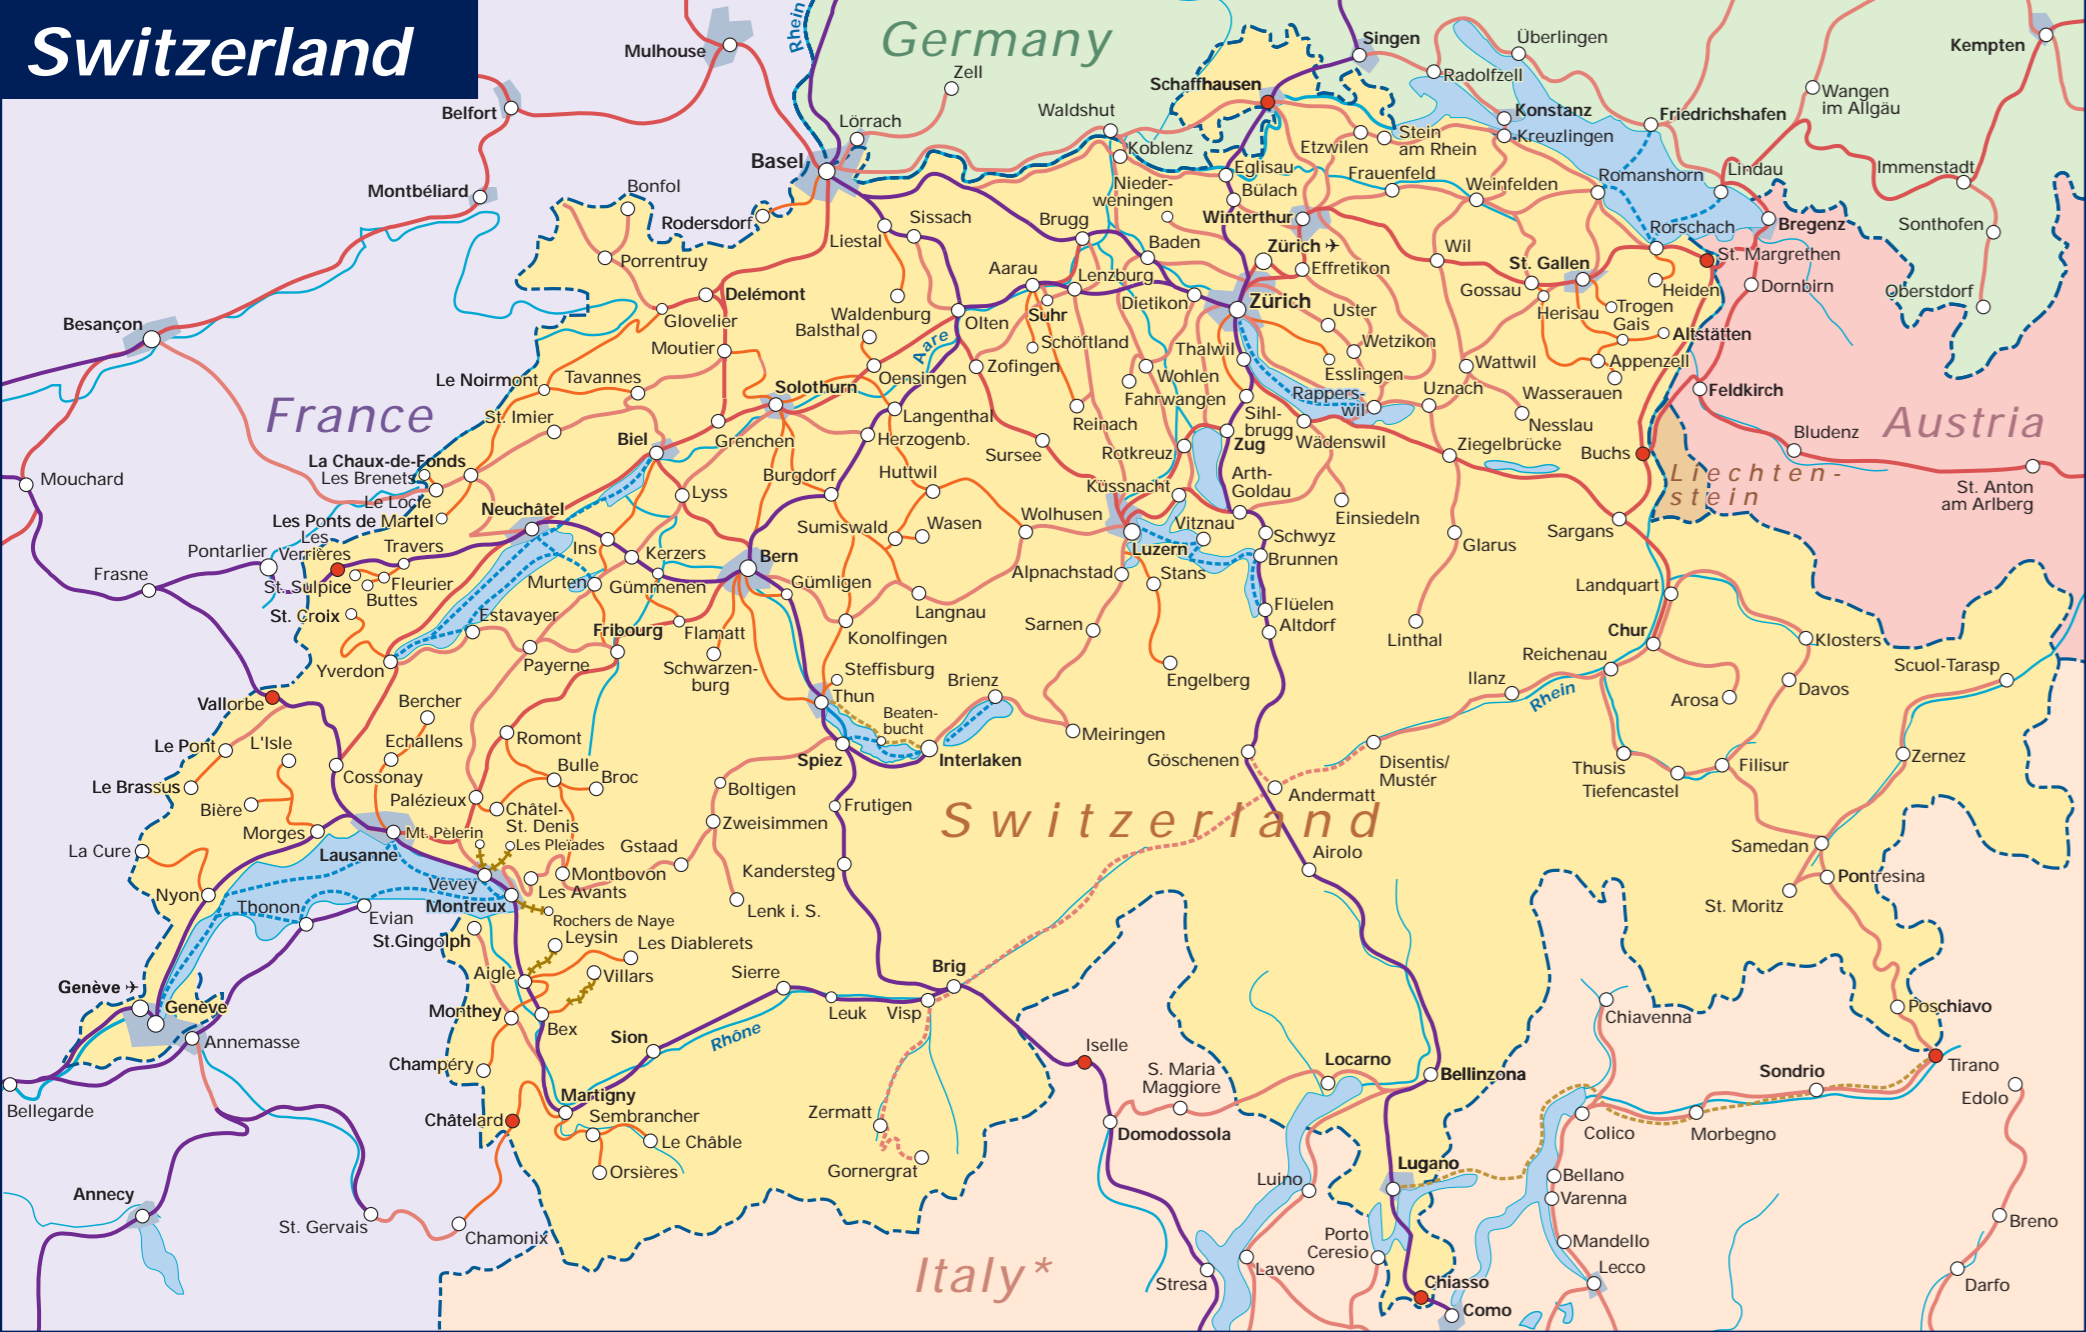 Switzerland
Germany
France
Austria
Liechten-
stein
Switzerland
Italy*
Rhein
Mulhouse
Belfort
Montbéliard
Besançon
Mouchard
Frasne
Pontarlier
Zell
Lörrach
Basel
Waldshut
Koblenz
Schaffhausen
Singen
Radolfzell
Überlingen
Konstanz
Kreuzlingen
Friedrichshafen
Wangen
im Allgäu
Kempten
Immenstadt
Sonthofen
Oberstdorf
Lindau
Bregenz
Dornbirn
Feldkirch
Bludenz
St. Anton
am Arlberg
Bonfol
Rodersdorf
Porrentruy
Delémont
Glovelier
Moutier
Le Noirmont
Tavannes
St. Imier
Solothurn
Grenchen
Biel
La Chaux-de-Fonds
Les Brenets
Le Locle
Les Ponts de Martel
Neuchâtel
Les
Verrières
Travers
St. Sulpice
Fleurier
Buttes
St. Croix
Yverdon
Vallorbe
Le Pont
Le Brassus
L'Isle
Bière
Morges
La Cure
Nyon
Thonon
Evian
St.Gingolph
Genève ✈
Genève
Annemasse
Bellegarde
Annecy
St. Gervais
Chamonix
Sissach
Liestal
Waldenburg
Balsthal
Oensingen
Olten
Aare
Aarau
Suhr
Schöftland
Zofingen
Langenthal
Herzogenb.
Burgdorf
Huttwil
Sumiswald
Wasen
Lyss
Ins
Kerzers
Murten
Gümmenen
Bern
Gümligen
Estavayer
Payerne
Fribourg
Flamatt
Schwarzen-
burg
Konolfingen
Langnau
Steffisburg
Thun
Beaten-
bucht
Brienz
Spiez
Interlaken
Bercher
Echallens
Cossonay
Romont
Bulle
Broc
Palézieux
Châtel-
St. Denis
Mt. Pèlerin
Les Pleïades
Lausanne
Vevey
Montreux
Les Avants
Montbovon
Gstaad
Boltigen
Zweisimmen
Lenk i. S.
Frutigen
Kandersteg
Rochers de Naye
Leysin
Les Diablerets
Aigle
Villars
Monthey
Bex
Champéry
Châtelard
Martigny
Sembrancher
Le Châble
Orsières
Sion
Sierre
Rhône
Leuk
Visp
Brig
Zermatt
Gornergrat
Nieder-
weningen
Brugg
Baden
Lenzburg
Dietikon
Eglisau
Bülach
Winterthur
Zürich ✈
Effretikon
Zürich
Etzwilen
Stein
am Rhein
Frauenfeld
Weinfelden
Romanshorn
Rorschach
St. Margrethen
Heiden
Wil
St. Gallen
Gossau
Herisau
Trogen
Gais
Altstätten
Appenzell
Wasserauen
Uster
Wetzikon
Esslingen
Rappers-
wil
Uznach
Wattwil
Nesslau
Thalwil
Sihl-
brugg
Wädenswil
Wohlen
Fahrwangen
Reinach
Sursee
Rotkreuz
Zug
Küssnacht
Arth-
Goldau
Einsiedeln
Ziegelbrücke
Buchs
Sargans
Glarus
Linthal
Wolhusen
Vitznau
Luzern
Schwyz
Brunnen
Alpnachstad
Stans
Sarnen
Flüelen
Altdorf
Engelberg
Meiringen
Göschenen
Andermatt
Airolo
Disentis/
Mustér
Ilanz
Rhein
Reichenau
Chur
Landquart
Klosters
Davos
Arosa
Thusis
Tiefencastel
Filisur
Scuol-Tarasp
Zernez
Samedan
Pontresina
St. Moritz
Poschiavo
Tirano
Edolo
Iselle
Domodossola
S. Maria
Maggiore
Locarno
Bellinzona
Lugano
Luino
Porto
Ceresio
Laveno
Stresa
Chiasso
Como
Chiavenna
Colico
Morbegno
Sondrio
Bellano
Varenna
Mandello
Lecco
Breno
Darfo